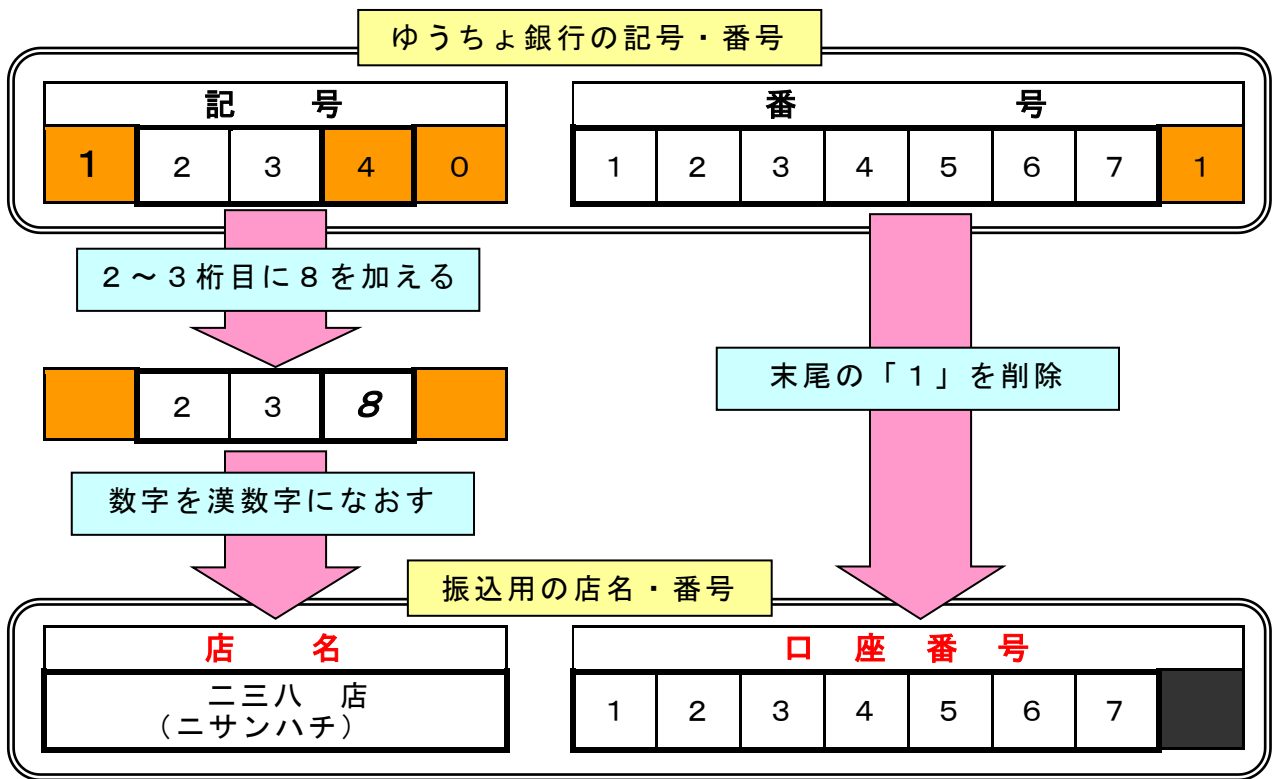 ゆうちょ銀行の記号・番号
記 号
番 号
1 2 3 4 0
1 2 3 4 5 6 7 1
2~3桁目に8を加える
末尾の「1」を削除
2 3 8
数字を漢数字になおす
振込用の店名・番号
店 名
口 座 番 号
二三八 店
(ニサンハチ)
1 2 3 4 5 6 7